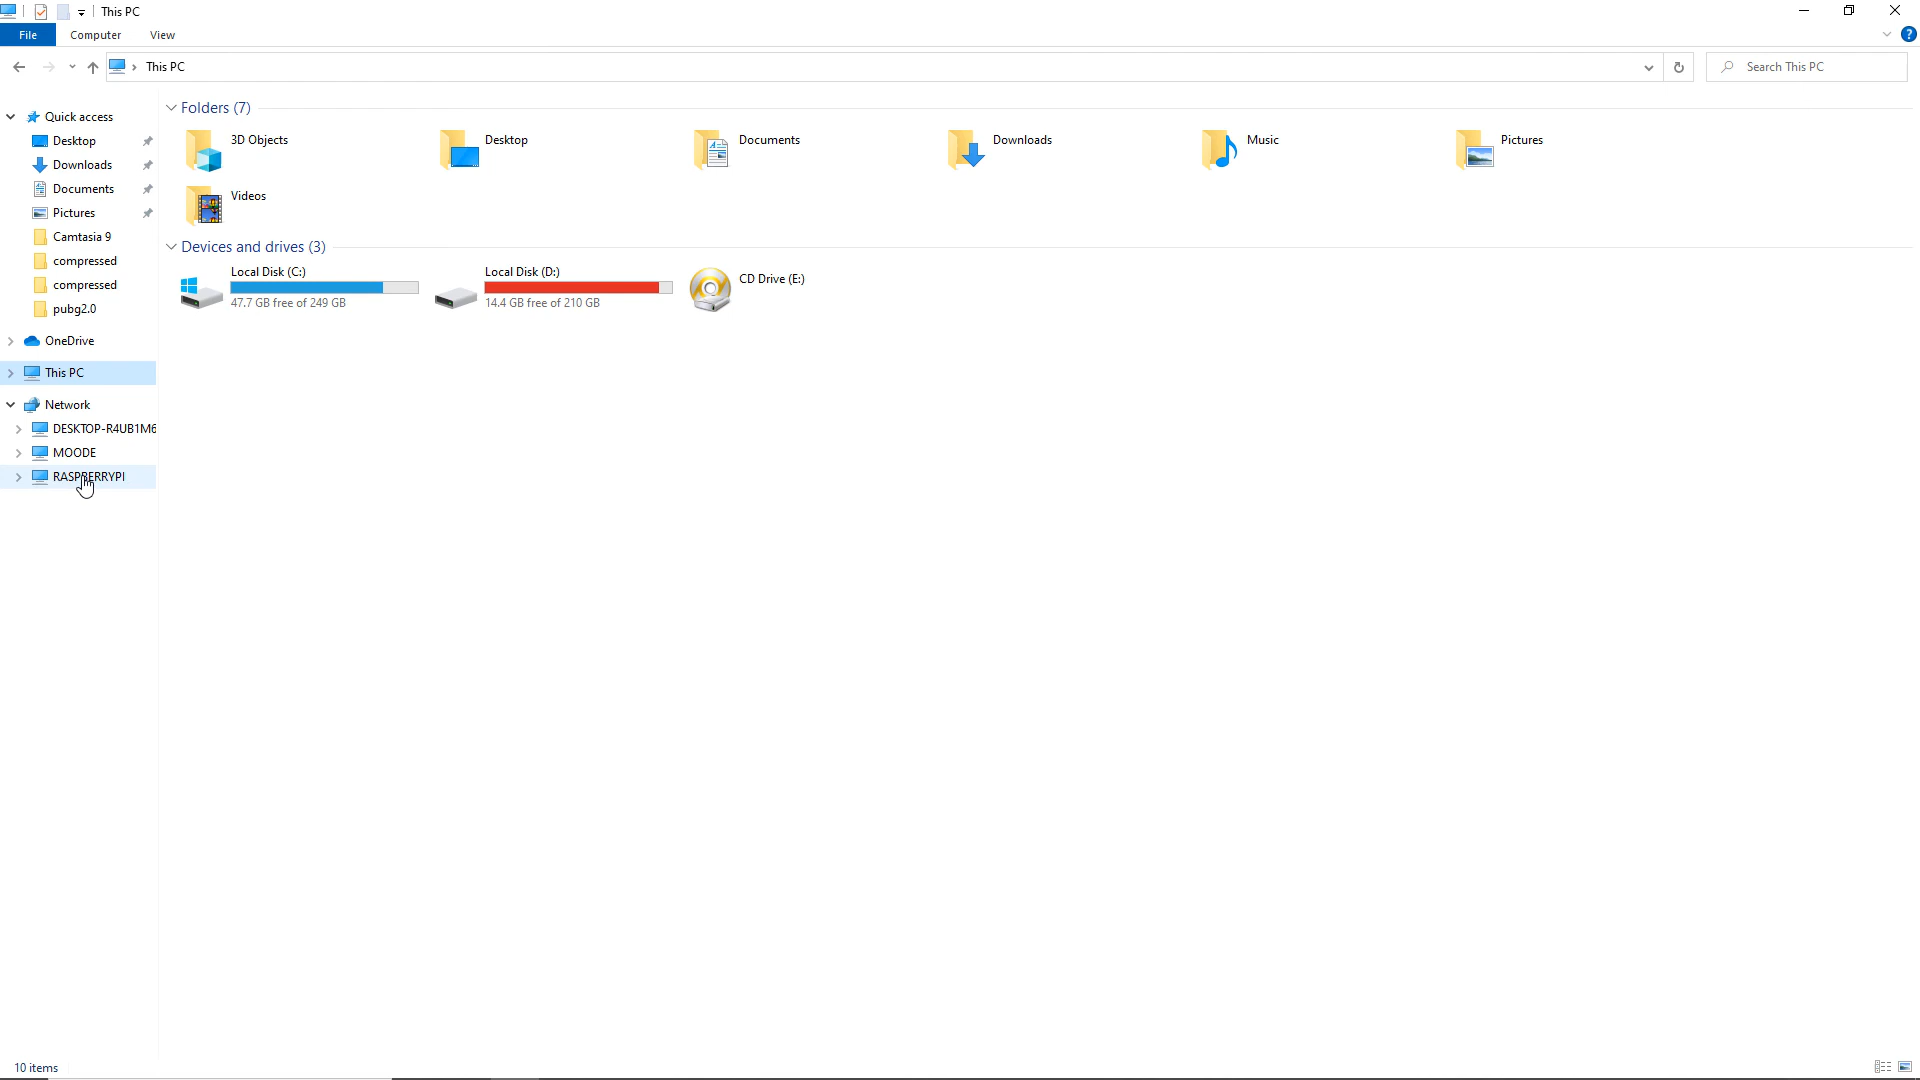 This PC
File
Computer
View
?
This PC
Search This PC
Quick access
Desktop
Downloads
Documents
Pictures
Camtasia 9
compressed
compressed
pubg2.0
OneDrive
This PC
Network
DESKTOP-R4UB1M6
MOODE
RASPBERRYPI
Folders (7)
3D Objects
Desktop
Documents
Downloads
Music
Pictures
Videos
Devices and drives (3)
Local Disk (C:)
47.7 GB free of 249 GB
Local Disk (D:)
14.4 GB free of 210 GB
CD Drive (E:)
10 items